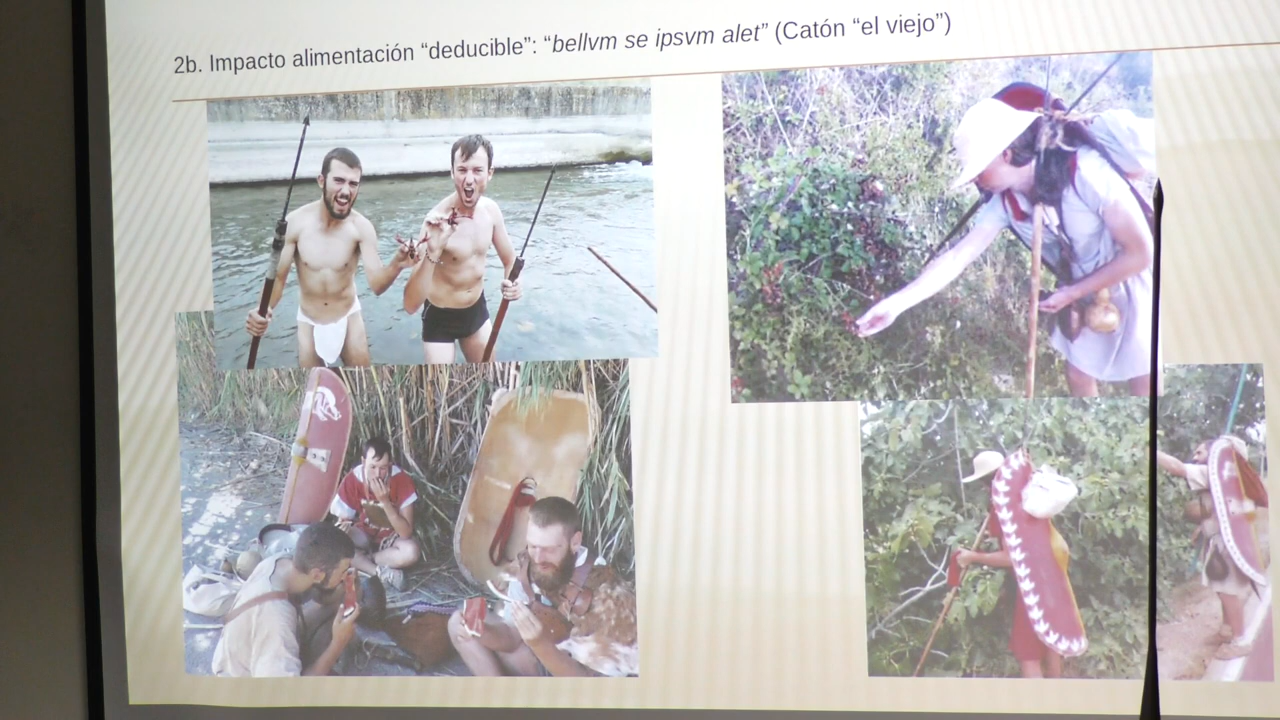 2b. Impacto alimentación “deducible”: “bellvm se ipsvm alet” (Catón “el viejo”)